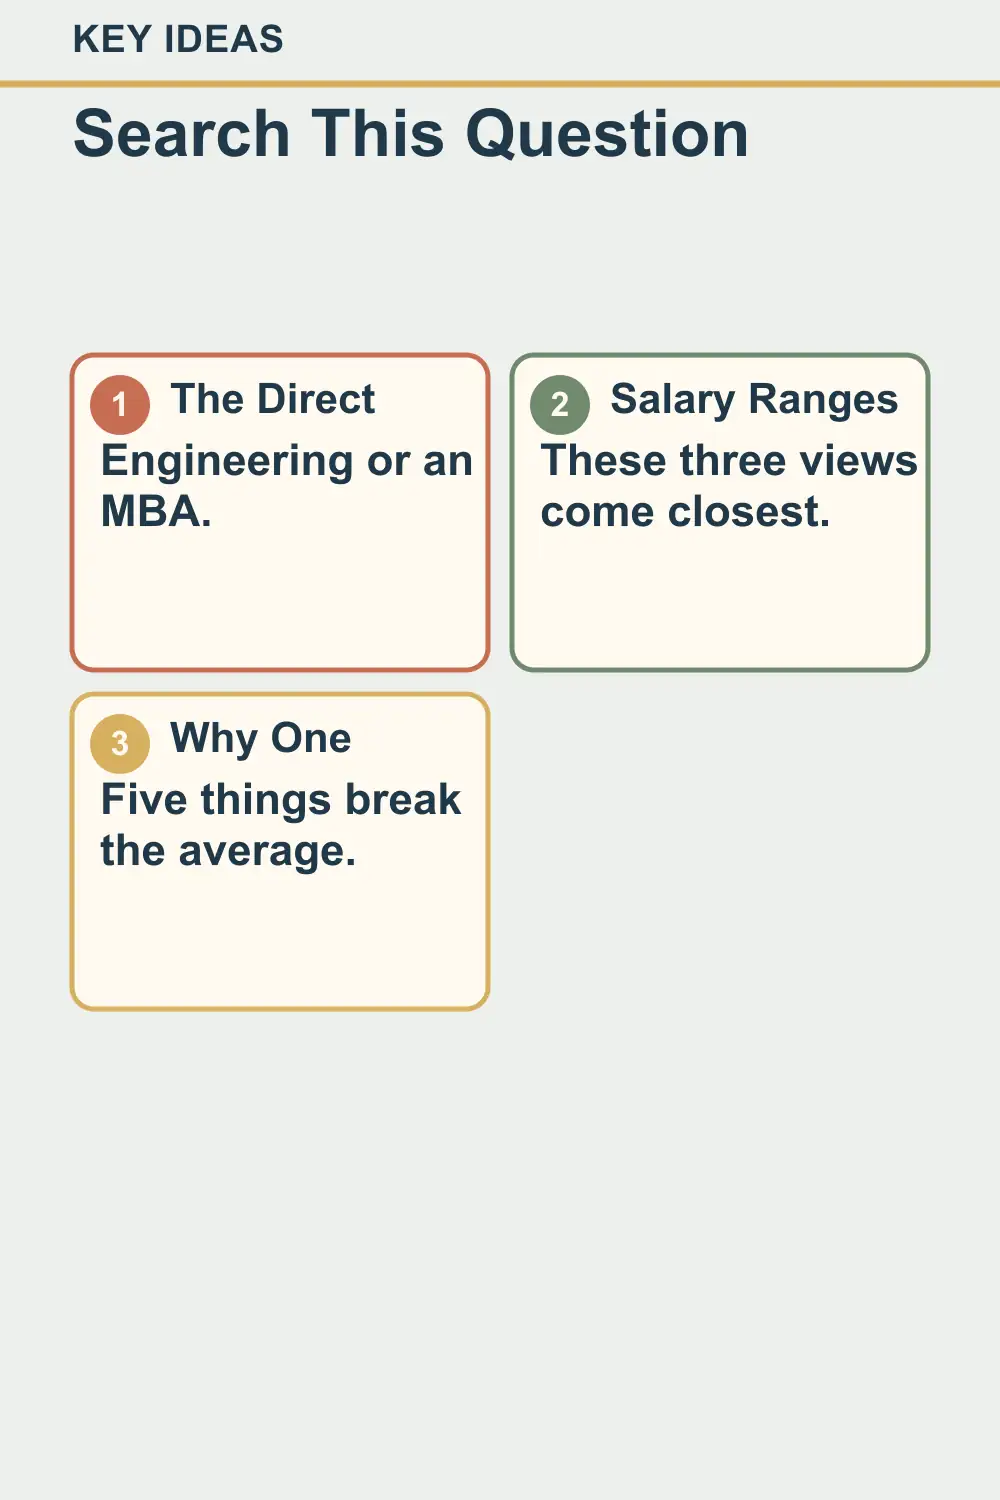 KEY IDEAS
Search This Question
1 The Direct
Engineering or an
MBA.
2 Salary Ranges
These three views
come closest.
3 Why One
Five things break
the average.